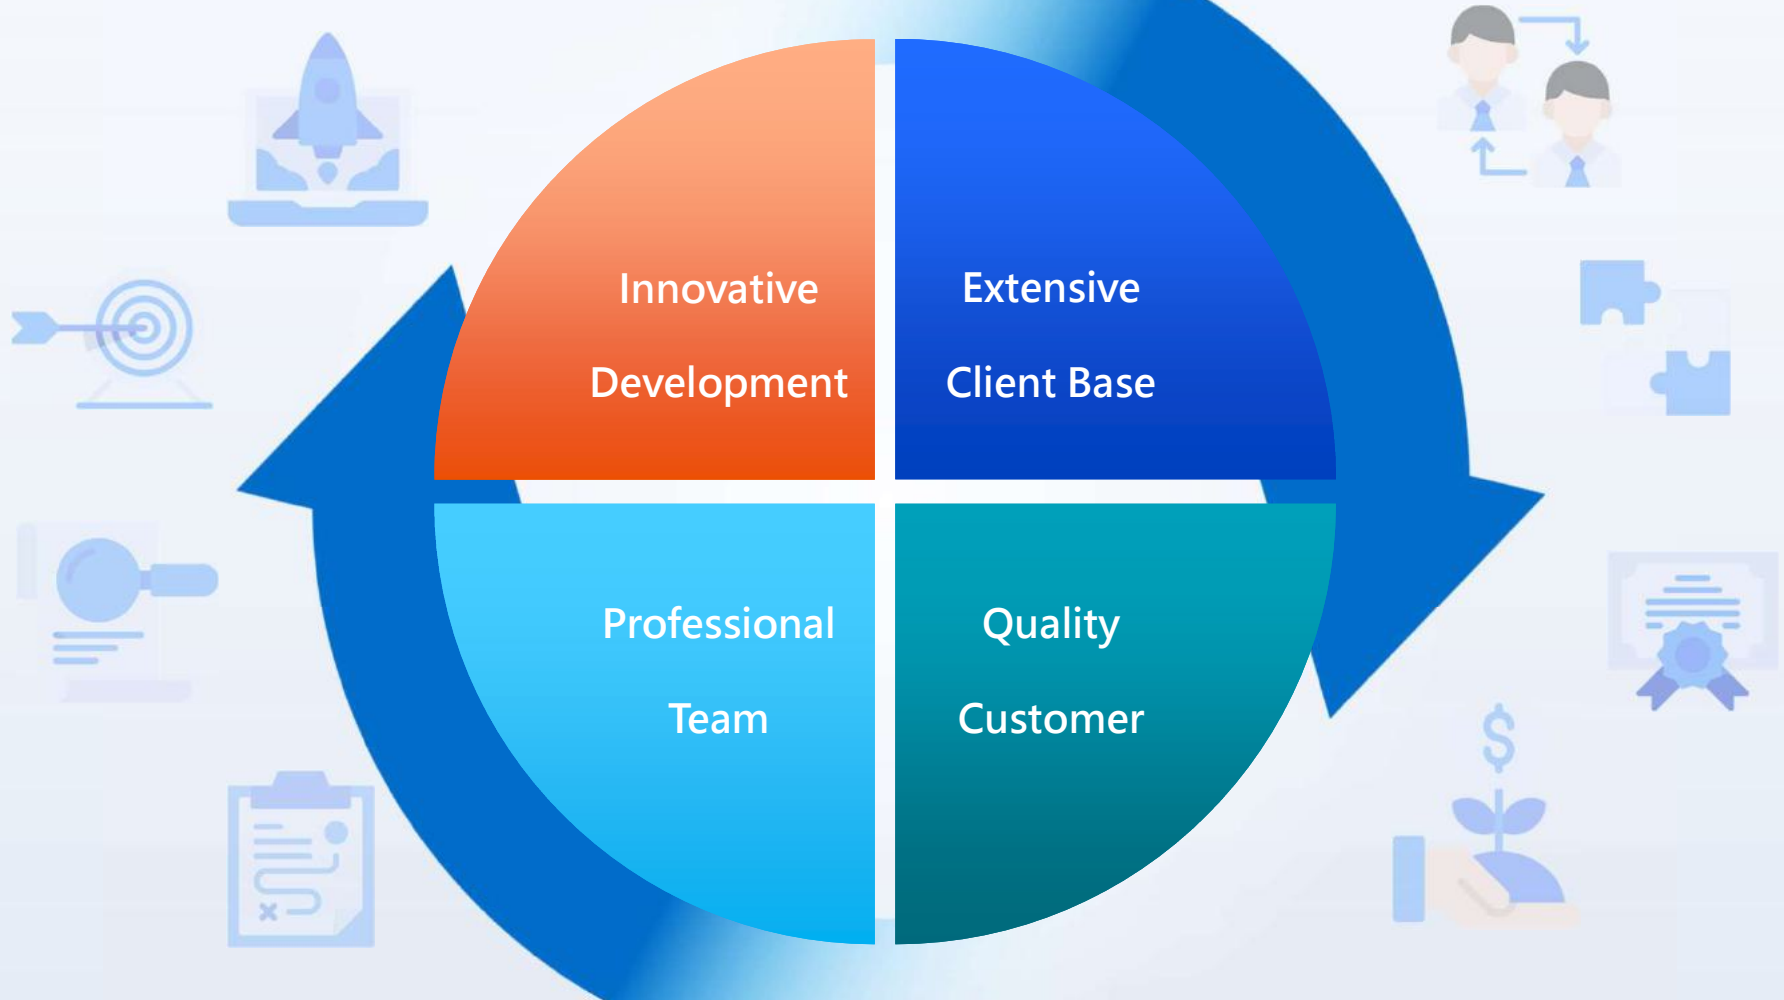 Innovative
Development
Extensive
Client Base
Professional
Team
Quality
Customer
$